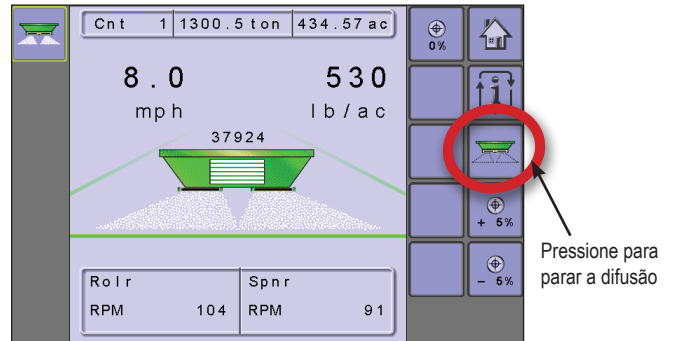 Cnt 1 1300.5 ton 434.57 ac
0%
8.0 530
mph lb/ac
37924
i
+ 5%
Rolr Spnr
RPM 104 RPM 91
- 5%
Pressione para
parar a difusão